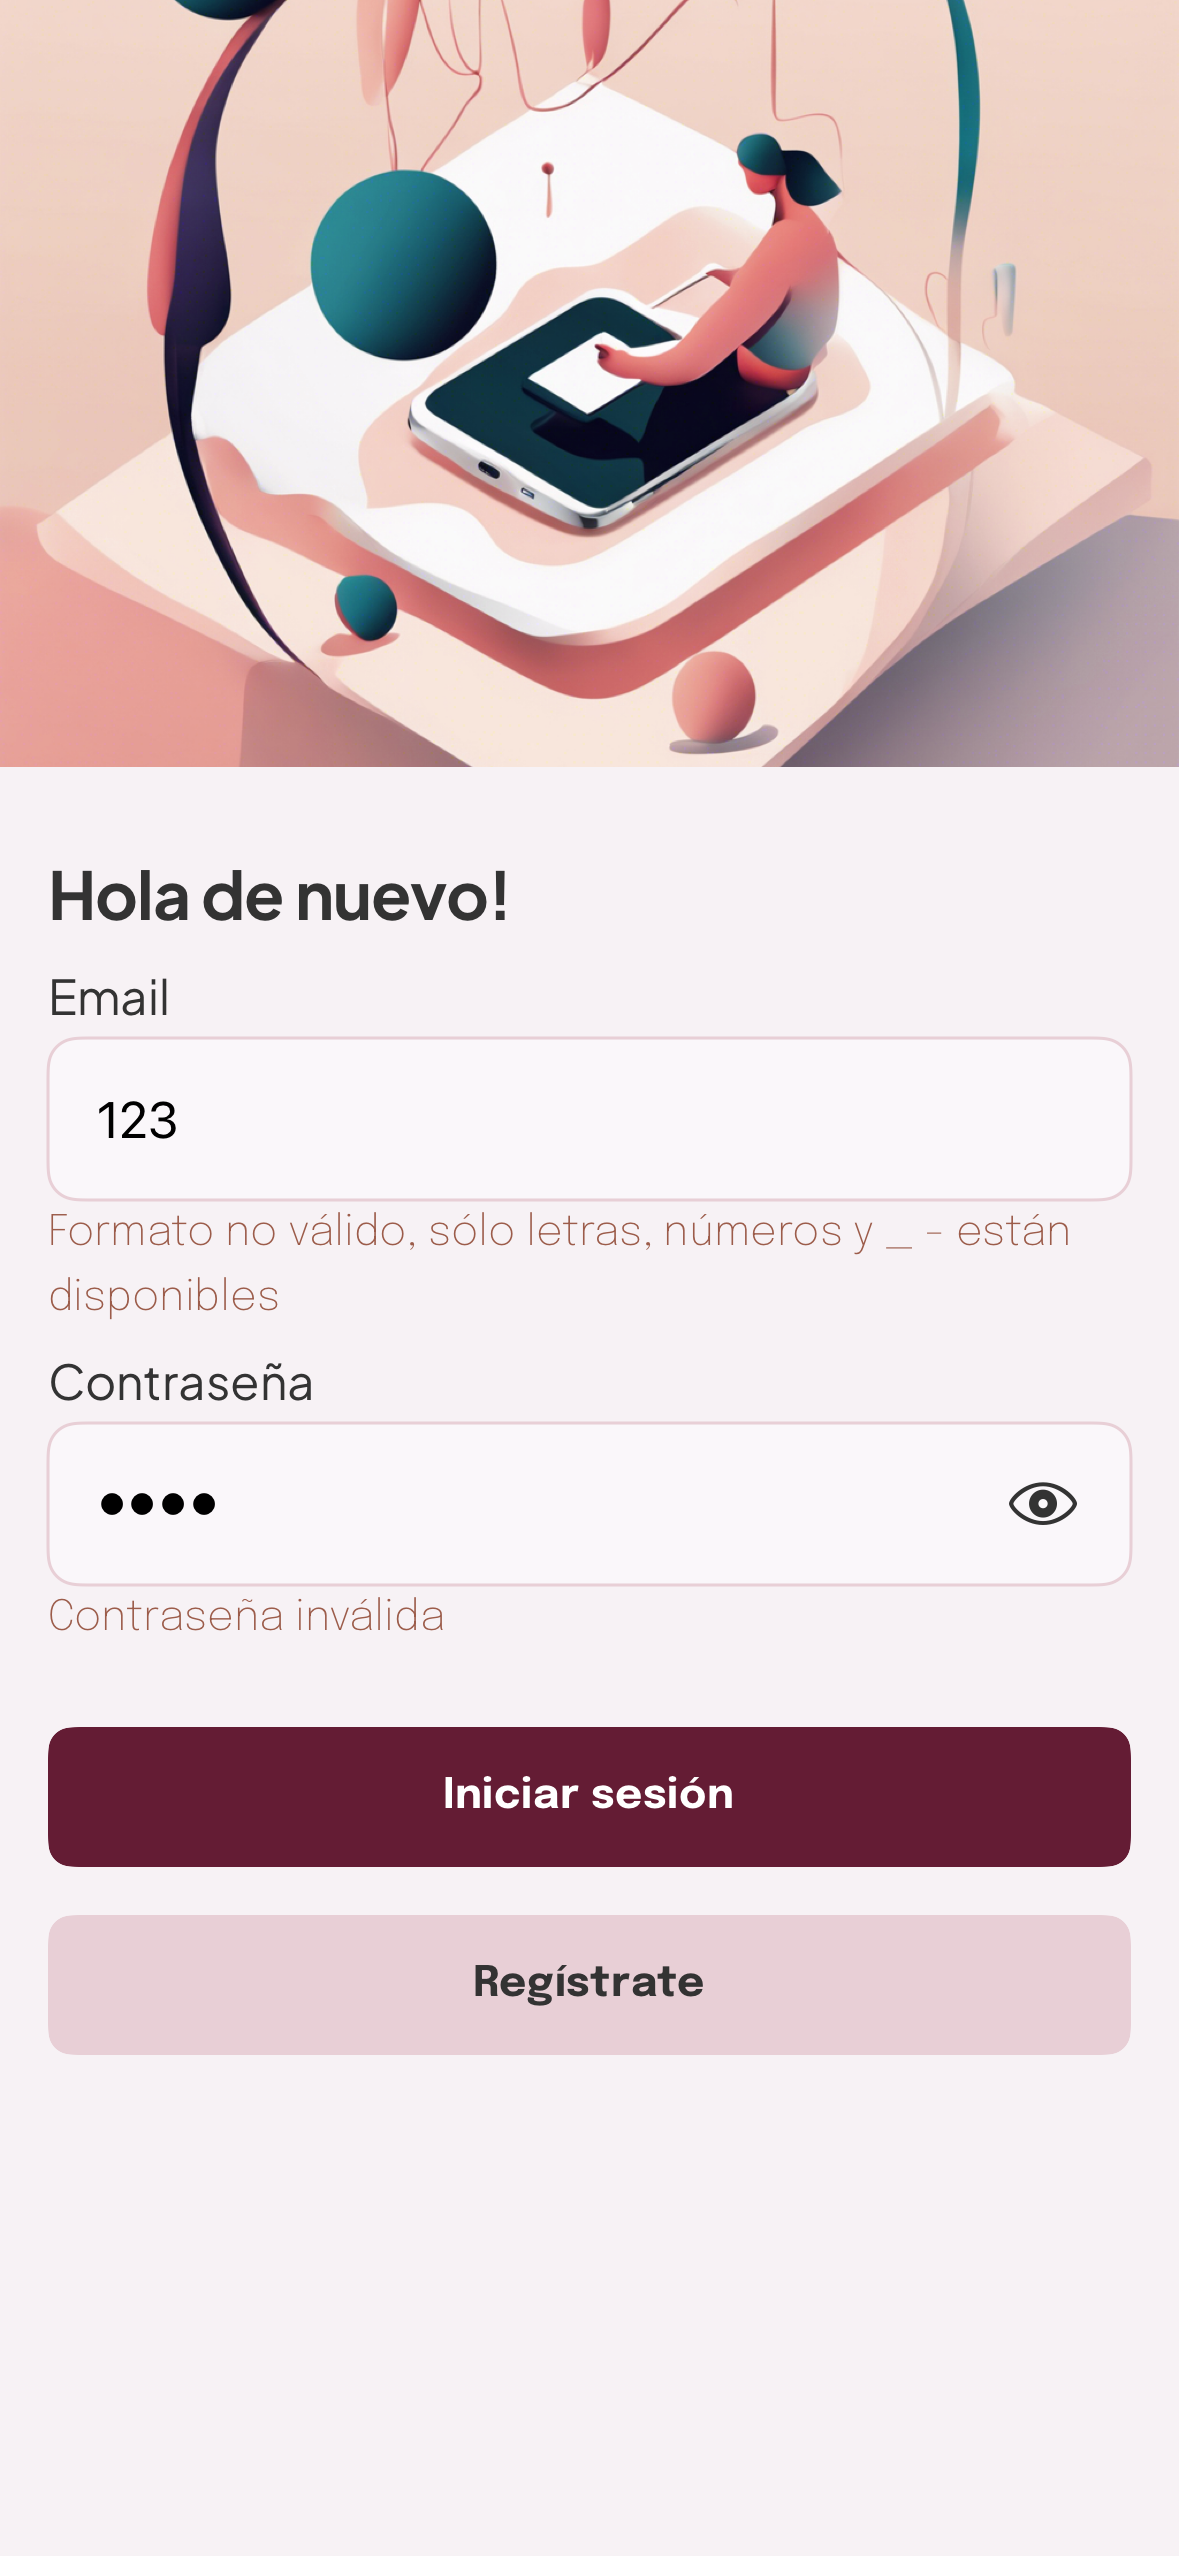 Hola de nuevo!
Email
123
Formato no válido, sólo letras, números y _ - están
disponibles
Contraseña
••••
Contraseña inválida
Iniciar sesión
Regístrate